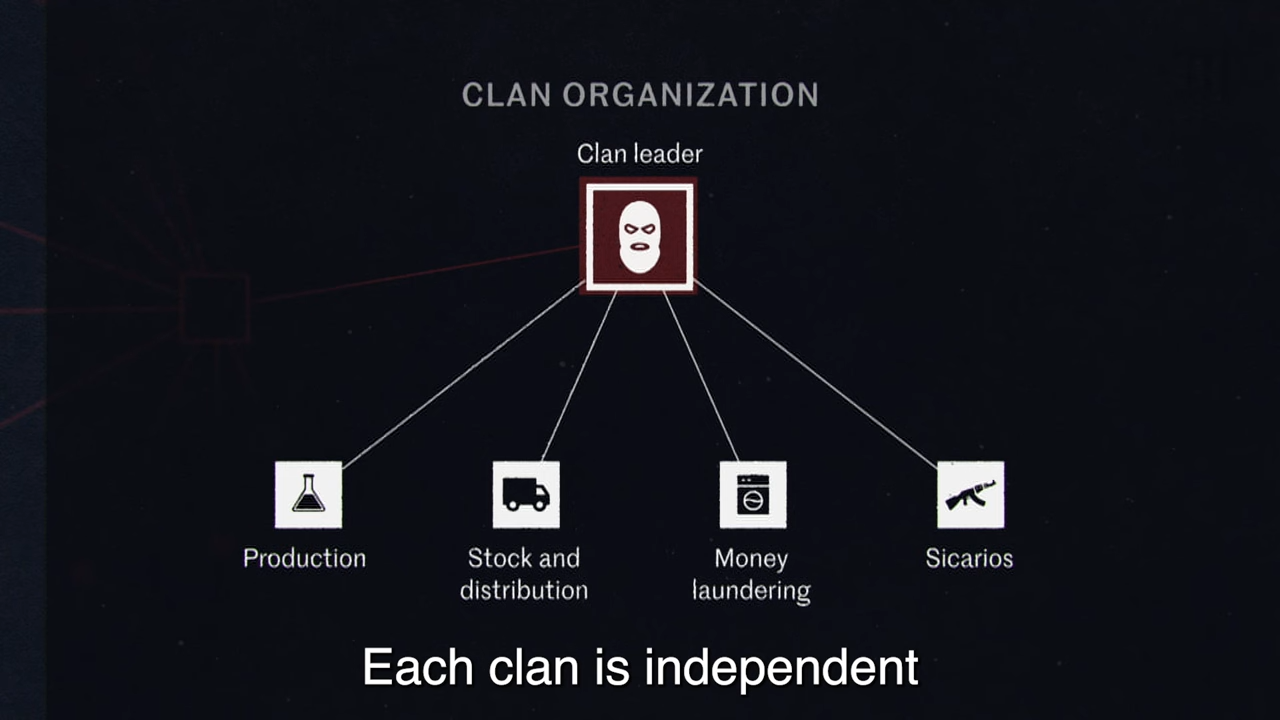 CLAN ORGANIZATION
Clan leader
Production
Stock and
distribution
Money
laundering
Sicarios
Each clan is independent